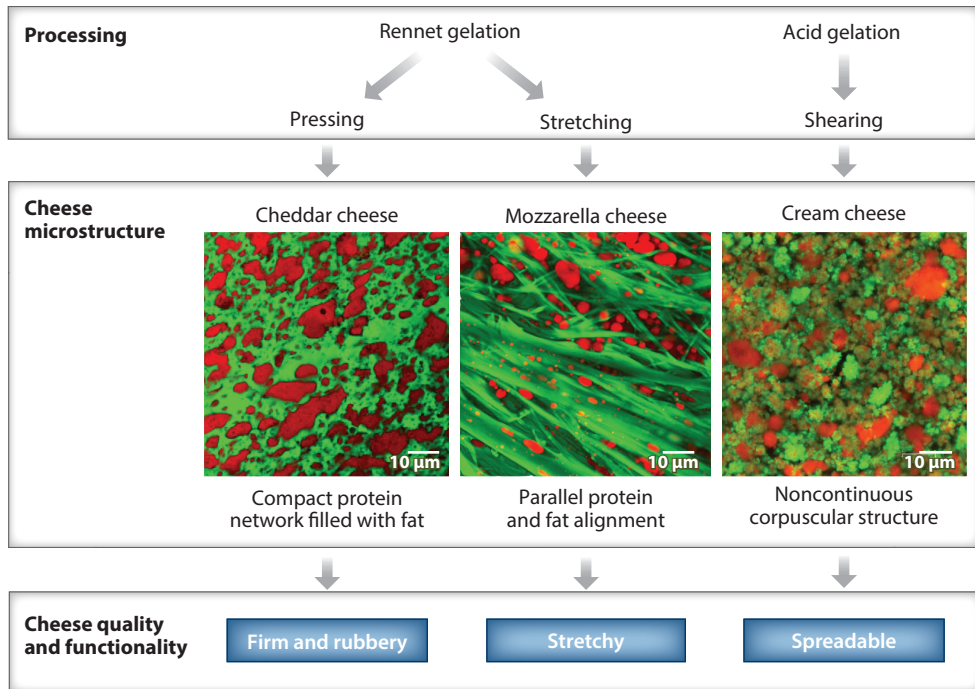 Processing
Rennet gelation
Acid gelation
Pressing
Stretching
Shearing
Cheese
microstructure
Cheddar cheese
Mozzarella cheese
Cream cheese
10 µm
10 µm
10 µm
Compact protein
network filled with fat
Parallel protein
and fat alignment
Noncontinuous
corpuscular structure
Cheese quality
and functionality
Firm and rubbery
Stretchy
Spreadable